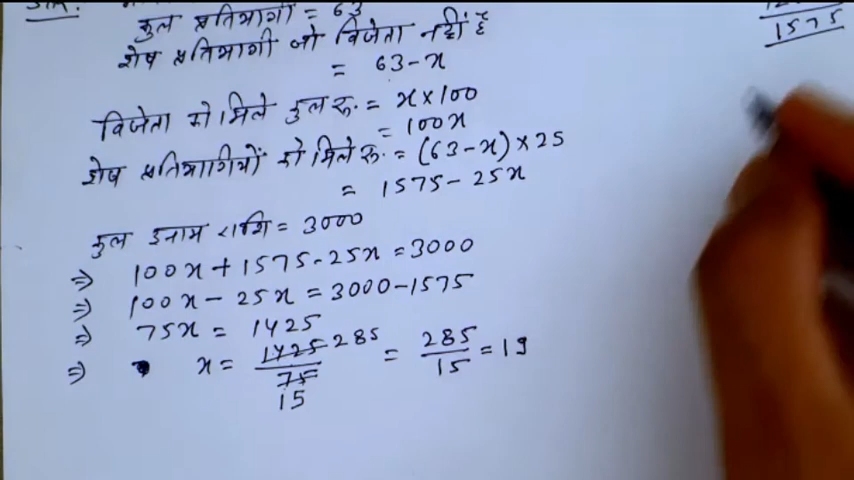 कुल प्रतिभागी = 63
शेष प्रतिभागी जो विजेता नहीं है
= 63-x
विजेता को मिले कुल रू. = x×100
= 100x
शेष प्रतिभागियों को मिले रू. = (63-x)×25
= 1575-25x
कुल इनाम राशि = 3000
⇒ 100x+1575-25x=3000
⇒ 100x-25x=3000-1575
⇒ 75x = 1425
⇒ x= 1425 285 / 75 15 = 285/15 = 19
1575